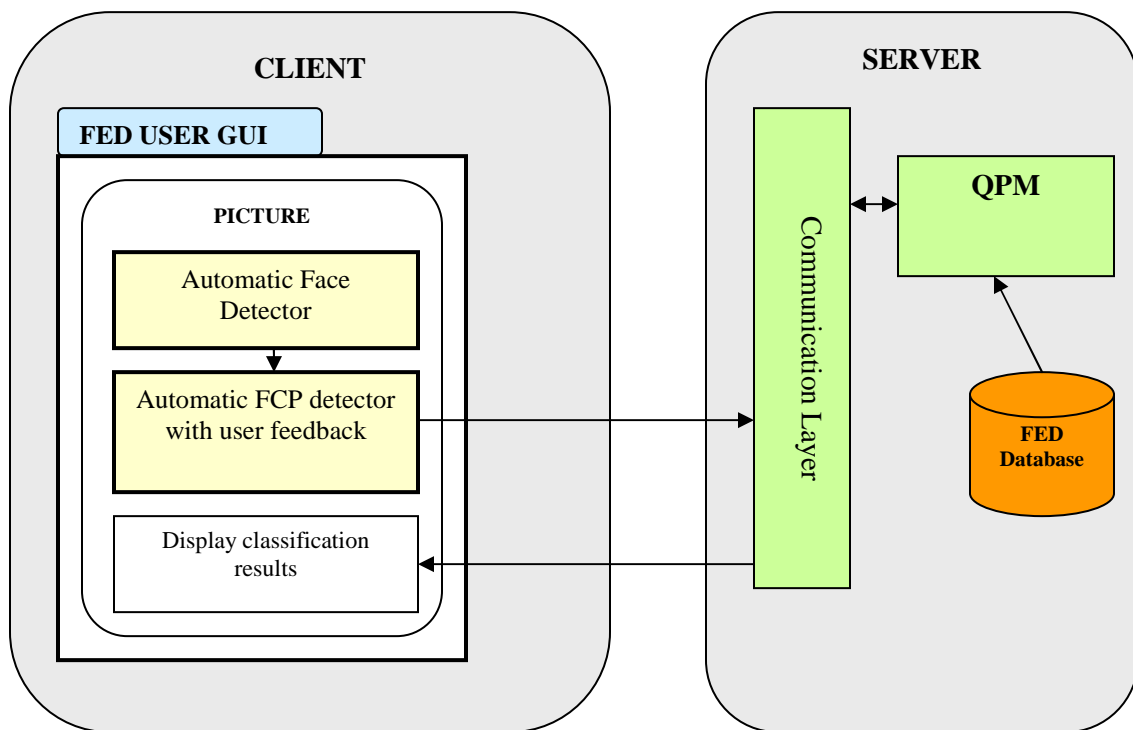 CLIENT
FED USER GUI
PICTURE
Automatic Face
Detector
Automatic FCP detector
with user feedback
Display classification
results
SERVER
Communication Layer
QPM
FED
Database